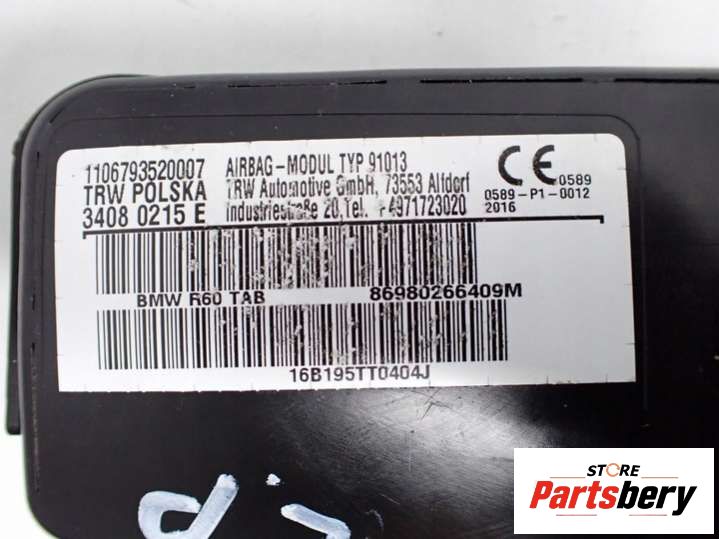 1106793520007
TRW POLSKA
3408 0215 E
AIRBAG-MODUL TYP 91013
TRW Automotive GmbH, 73553 Alfdorf
Industriestraße 20, Tel. +4971723020
CE 0589
0589-P1-0012
2016
BMW R60 TAB 86980266409M
16B195TT0404J
STORE
Partsbery